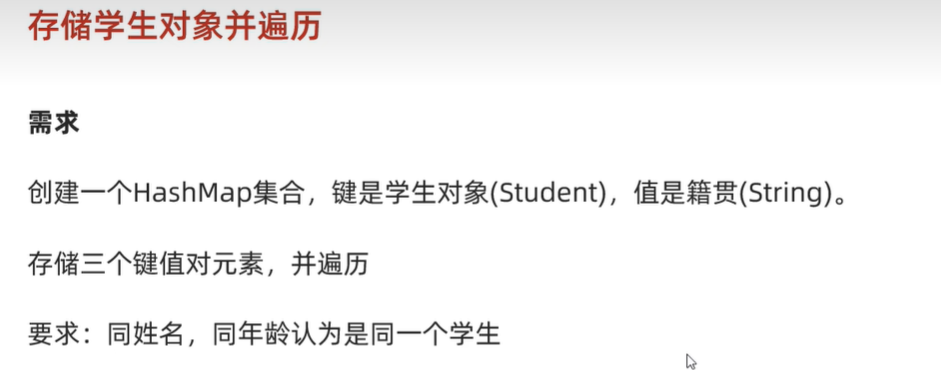 存储学生对象并遍历
需求
创建一个HashMap集合，键是学生对象(Student)，值是籍贯(String)。
存储三个键值对元素，并遍历
要求：同姓名，同年龄认为是同一个学生